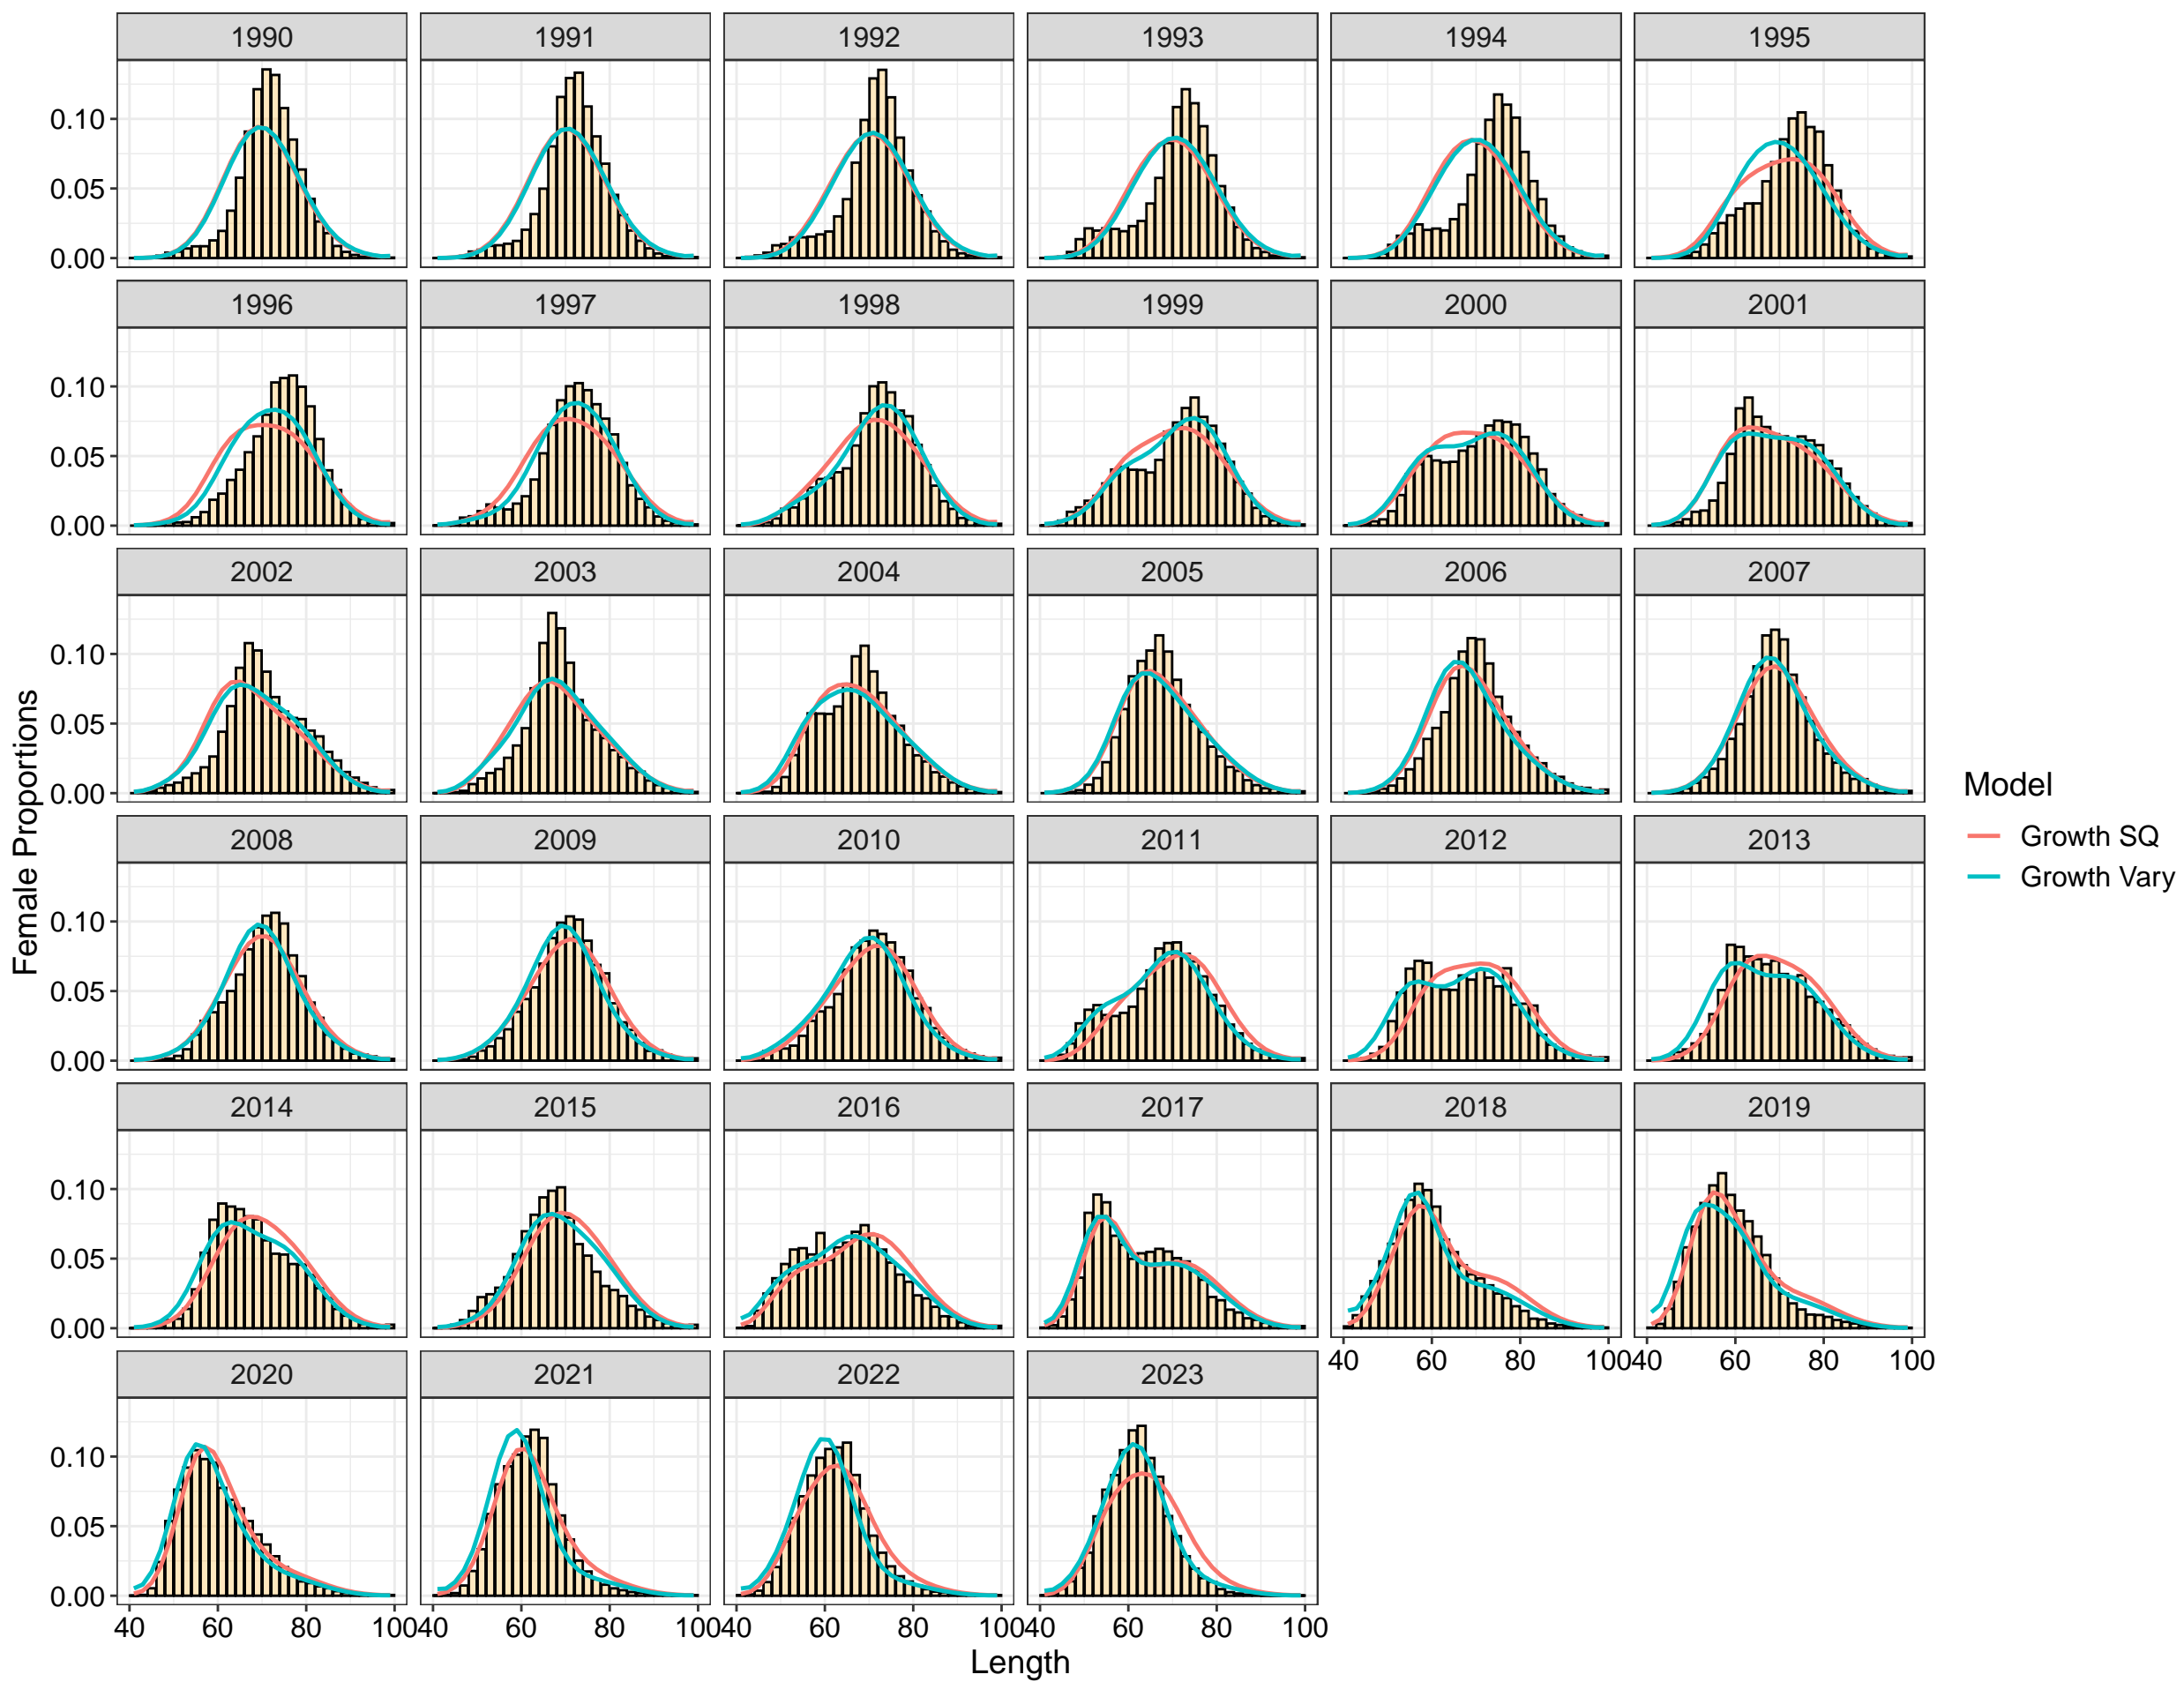 1990 1991 1992 1993 1994 1995
0.10
0.05
0.00
1996 1997 1998 1999 2000 2001
0.10
0.05
0.00
2002 2003 2004 2005 2006 2007
0.10
0.05
0.00
Female Proportions
Model
Growth SQ
Growth Vary
2008 2009 2010 2011 2012 2013
0.10
0.05
0.00
2014 2015 2016 2017 2018 2019
0.10
0.05
0.00
40 60 80 100 40 60 80 100
2020 2021 2022 2023
0.10
0.05
0.00
40 60 80 100 40 60 80 100 40 60 80 100 40 60 80 100
Length